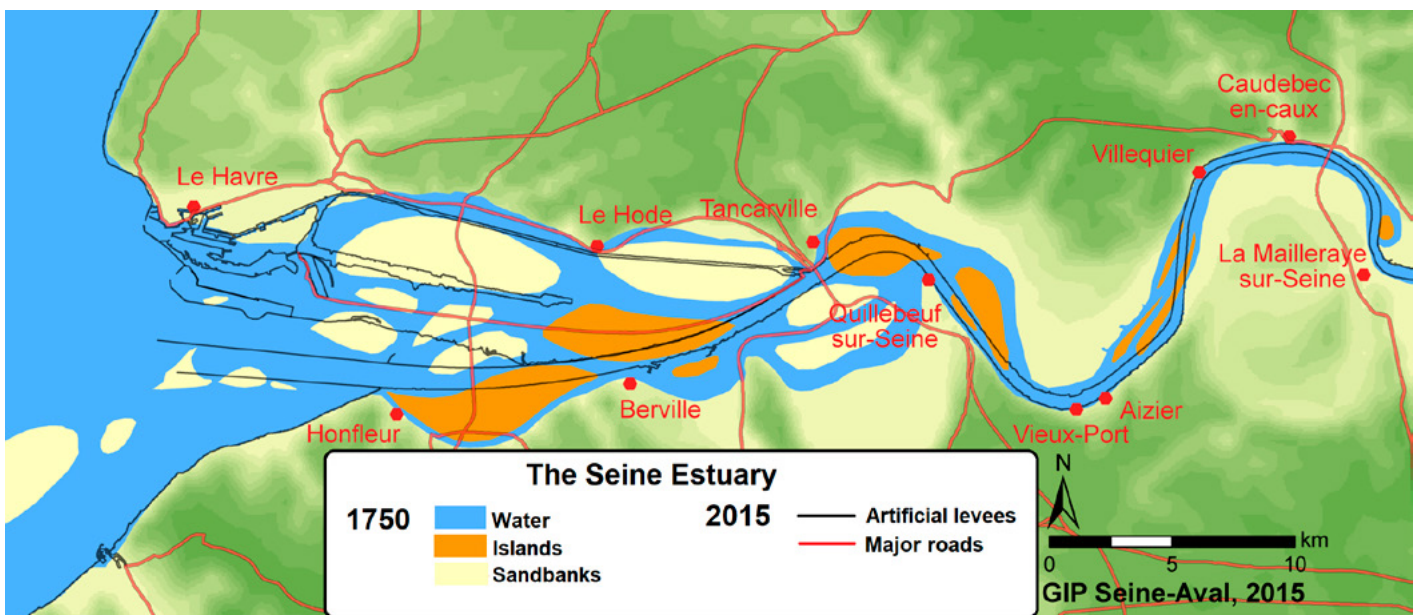 Caudebec
en-caux
Villequier
Le Havre
Le Hode
Tancarville
La Mailleraye
sur-Seine
Quillebeuf
sur-Seine
Berville
Aizier
Honfleur
Vieux-Port
The Seine Estuary
1750
Water
Islands
Sandbanks
2015
Artificial levees
Major roads
N
km
0 5 10
GIP Seine-Aval, 2015